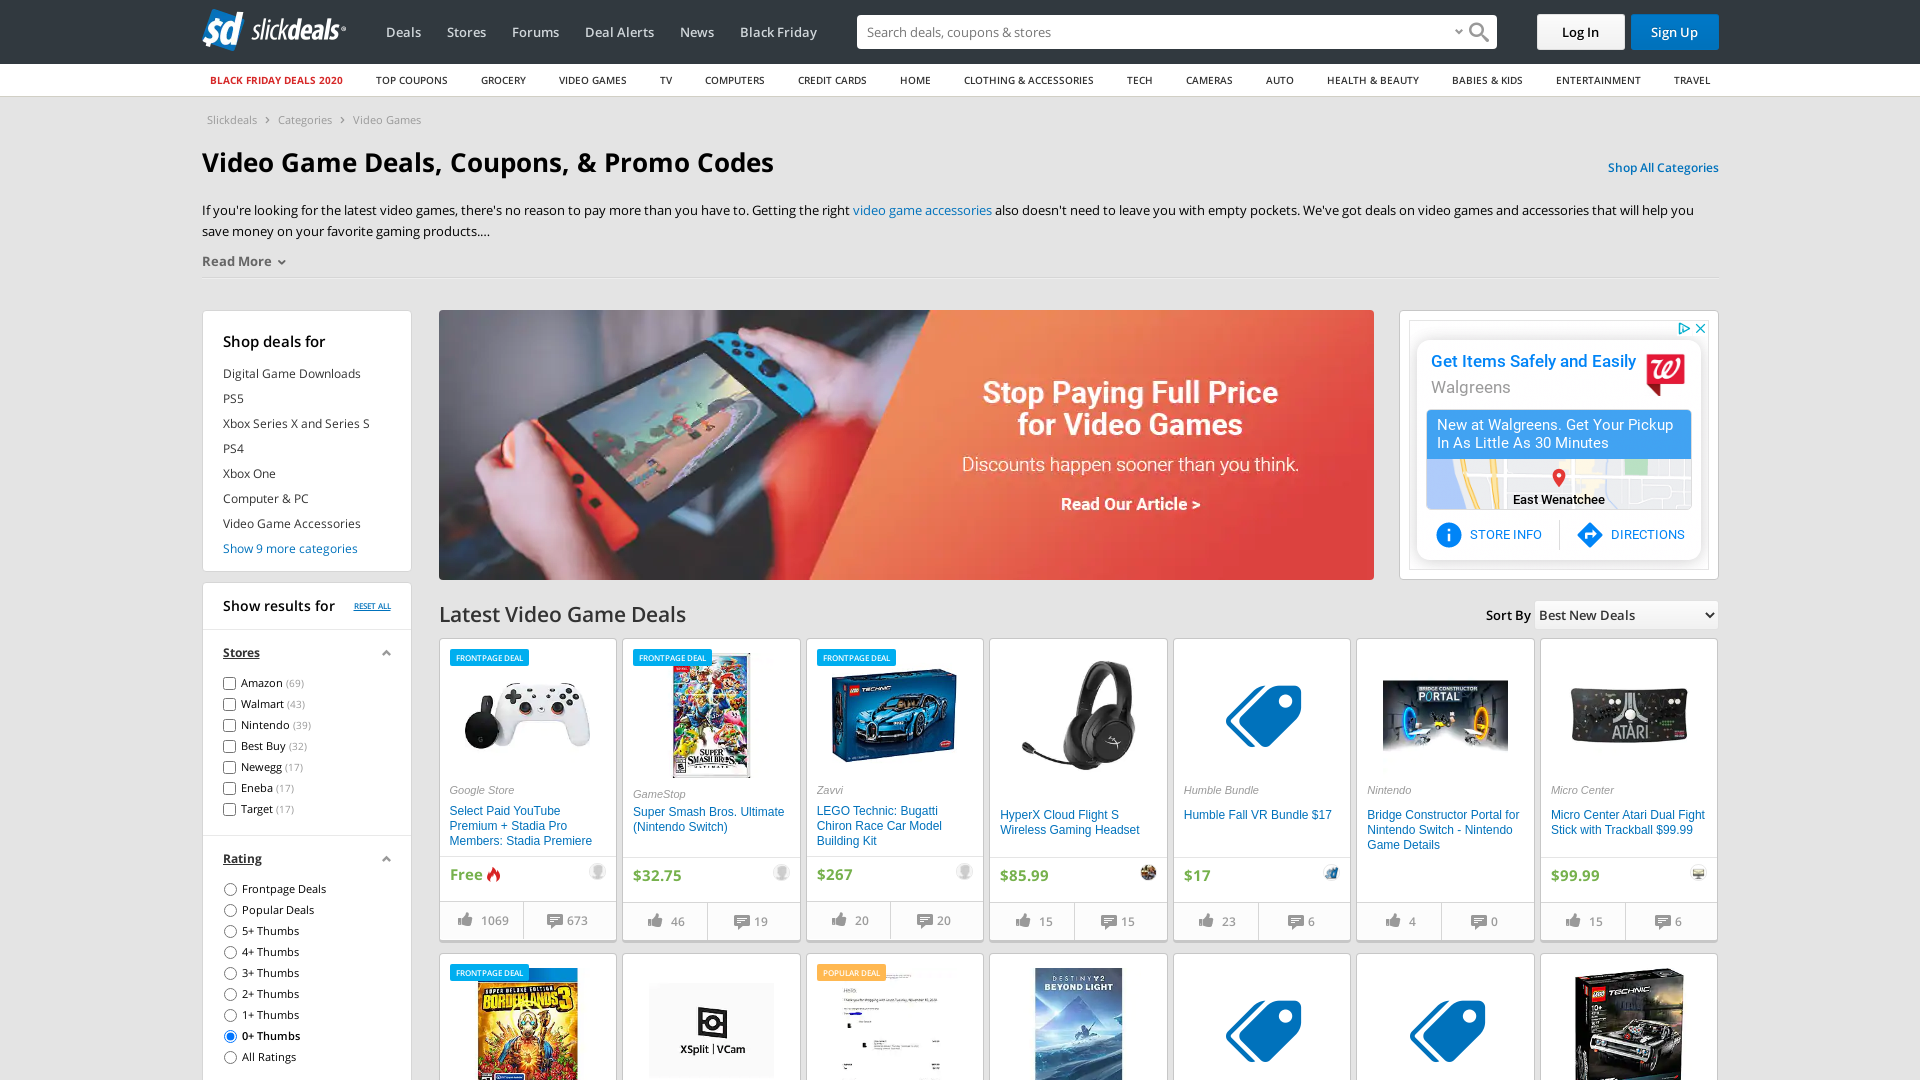 slickdeals
Deals
Stores
Forums
Deal Alerts
News
Black Friday
Search deals, coupons & stores
Log In
Sign Up
BLACK FRIDAY DEALS 2020
TOP COUPONS
GROCERY
VIDEO GAMES
TV
COMPUTERS
CREDIT CARDS
HOME
CLOTHING & ACCESSORIES
TECH
CAMERAS
AUTO
HEALTH & BEAUTY
BABIES & KIDS
ENTERTAINMENT
TRAVEL
Slickdeals > Categories > Video Games
Video Game Deals, Coupons, & Promo Codes
Shop All Categories
If you're looking for the latest video games, there's no reason to pay more than you have to. Getting the right video game accessories also doesn't need to leave you with empty pockets. We've got deals on video games and accessories that will help you
save money on your favorite gaming products....
Read More
Shop deals for
Digital Game Downloads
PS5
Xbox Series X and Series S
PS4
Xbox One
Computer & PC
Video Game Accessories
Show 9 more categories
Show results for
RESET ALL
Stores
Amazon (69)
Walmart (43)
Nintendo (39)
Best Buy (32)
Newegg (17)
Eneba (17)
Target (17)
Rating
Frontpage Deals
Popular Deals
5+ Thumbs
4+ Thumbs
3+ Thumbs
2+ Thumbs
1+ Thumbs
0+ Thumbs
All Ratings
Stop Paying Full Price
for Video Games
Discounts happen sooner than you think.
Read Our Article >
Get Items Safely and Easily
Walgreens
New at Walgreens. Get Your Pickup
In As Little As 30 Minutes
East Wenatchee
STORE INFO
DIRECTIONS
Latest Video Game Deals
Sort By
Best New Deals
FRONTPAGE DEAL
Google Store
Select Paid YouTube
Premium + Stadia Pro
Members: Stadia Premiere
Free
1069
673
FRONTPAGE DEAL
SUPER
SMASH BROS.
ULTIMATE
GameStop
Super Smash Bros. Ultimate
(Nintendo Switch)
$32.75
46
19
FRONTPAGE DEAL
LEGO TECHNIC
Zavvi
LEGO Technic: Bugatti
Chiron Race Car Model
Building Kit
$267
20
20
HyperX Cloud Flight S
Wireless Gaming Headset
$85.99
15
15
Humble Bundle
Humble Fall VR Bundle $17
$17
23
6
BRIDGE CONSTRUCTOR
PORTAL
Nintendo
Bridge Constructor Portal for
Nintendo Switch - Nintendo
Game Details
4
0
ATARI
Micro Center
Micro Center Atari Dual Fight
Stick with Trackball $99.99
$99.99
15
6
FRONTPAGE DEAL
SUPER DELUXE EDITION
BORDERLANDS 3
XSplit | VCam
POPULAR DEAL
Hello,
DESTINY 2
BEYOND LIGHT
LEGO TECHNIC
10+